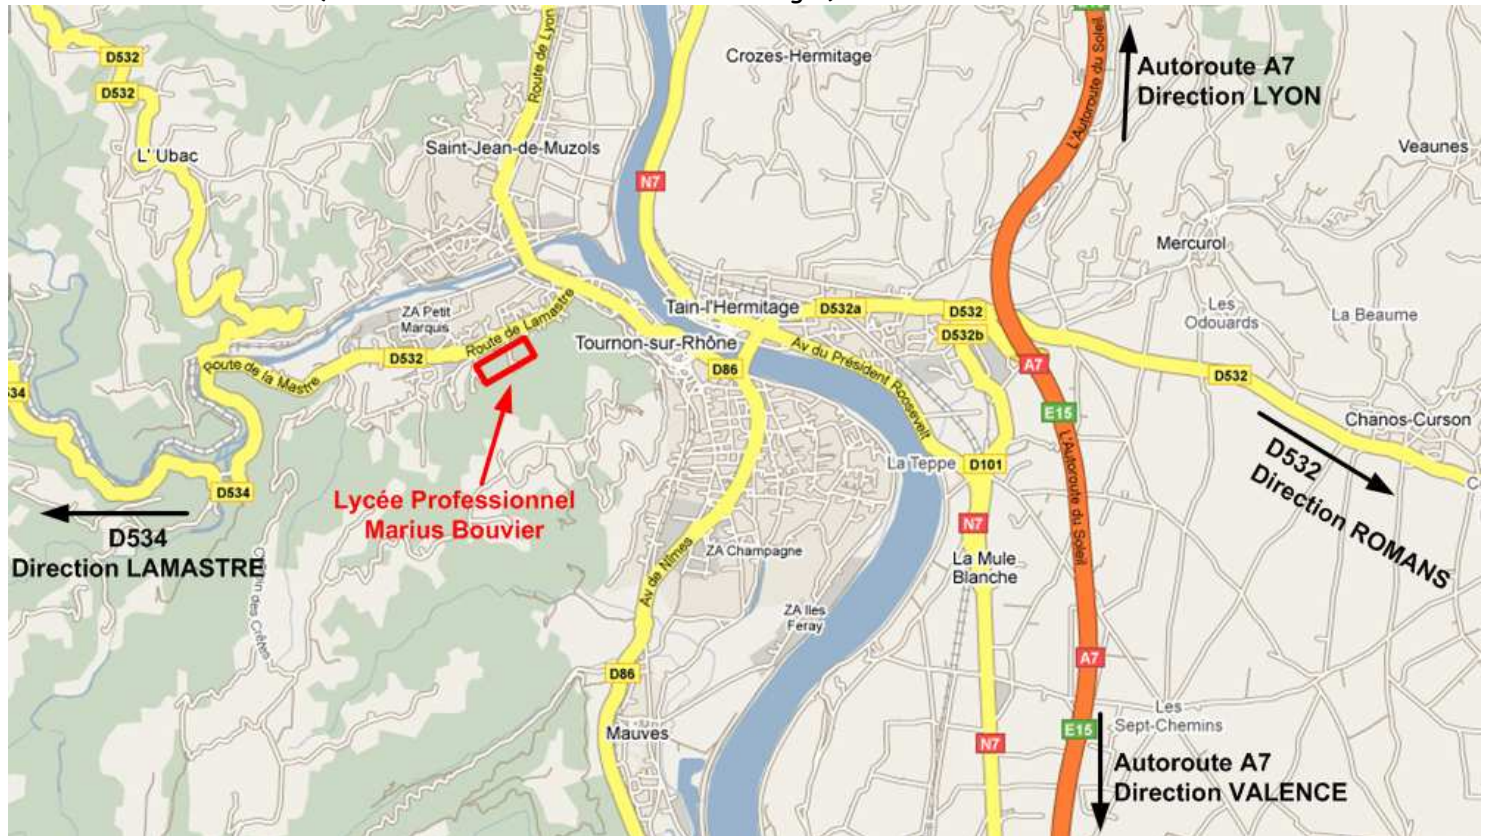 Route de Lyon
D532
D532
L' Ubac
Saint-Jean-de-Muzols
N7
Crozes-Hermitage
L'Autoroute du Soleil
Autoroute A7
Direction LYON
Veaunes
Mercurol
Les
Odouards
La Beaume
ZA Petit
Marquis
Route de Lamastre
Tain-l'Hermitage
D532a
D532
D532b
Tournon-sur-Rhône
Av du Président Roosevelt
D86
D532
Route de la Mastre
A7
D532
E15
Chanos-Curson
34
La Teppe
D101
D532
Direction ROMANS
D534
Lycée Professionnel
Marius Bouvier
D534
Direction LAMASTRE
N7
L'Autoroute du Soleil
ZA Champagne
La Mule
Blanche
Av de Nîmes
des Crêtes
ZA Iles
Feray
A7
D86
Mauves
N7
E15
Les
Sept-Chemins
Autoroute A7
Direction VALENCE